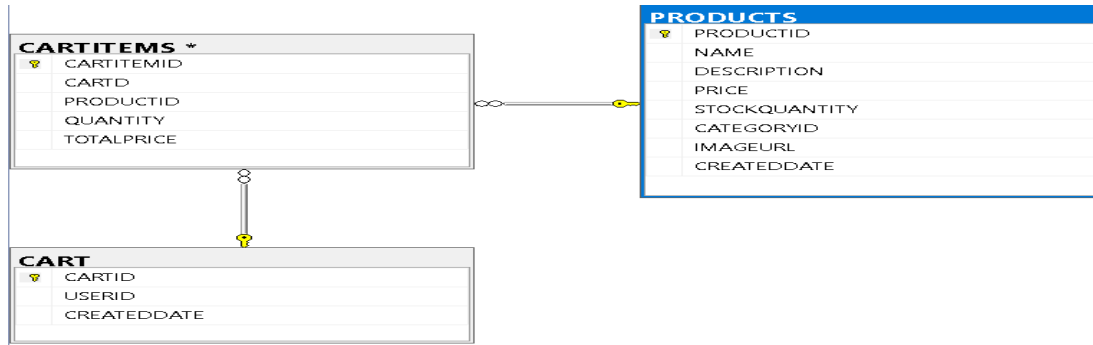 CARTITEMS *
CARTITEMID
CARTD
PRODUCTID
QUANTITY
TOTALPRICE
PRODUCTS
PRODUCTID
NAME
DESCRIPTION
PRICE
STOCKQUANTITY
CATEGORYID
IMAGEURL
CREATEDDATE
CART
CARTID
USERID
CREATEDDATE